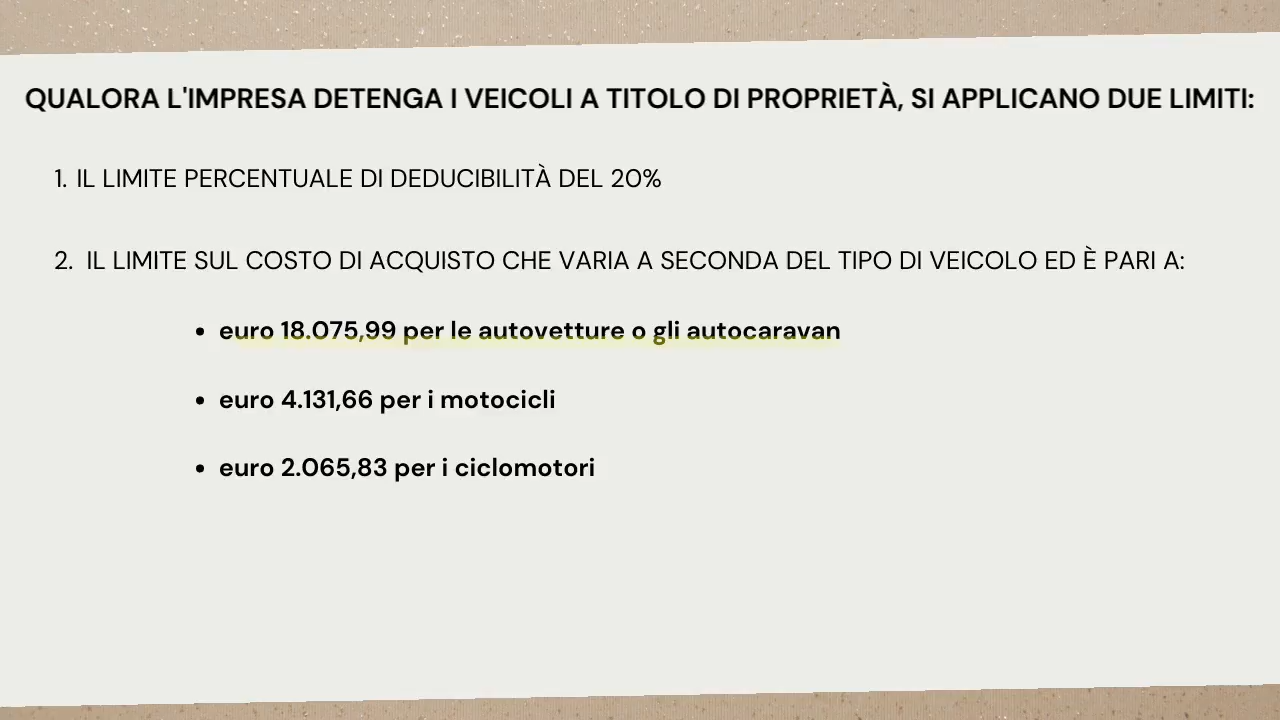 QUALORA L'IMPRESA DETENGA I VEICOLI A TITOLO DI PROPRIETÀ, SI APPLICANO DUE LIMITI:
1. IL LIMITE PERCENTUALE DI DEDUCIBILITÀ DEL 20%
2. IL LIMITE SUL COSTO DI ACQUISTO CHE VARIA A SECONDA DEL TIPO DI VEICOLO ED È PARI A:
• euro 18.075,99 per le autovetture o gli autocaravan
• euro 4.131,66 per i motocicli
• euro 2.065,83 per i ciclomotori